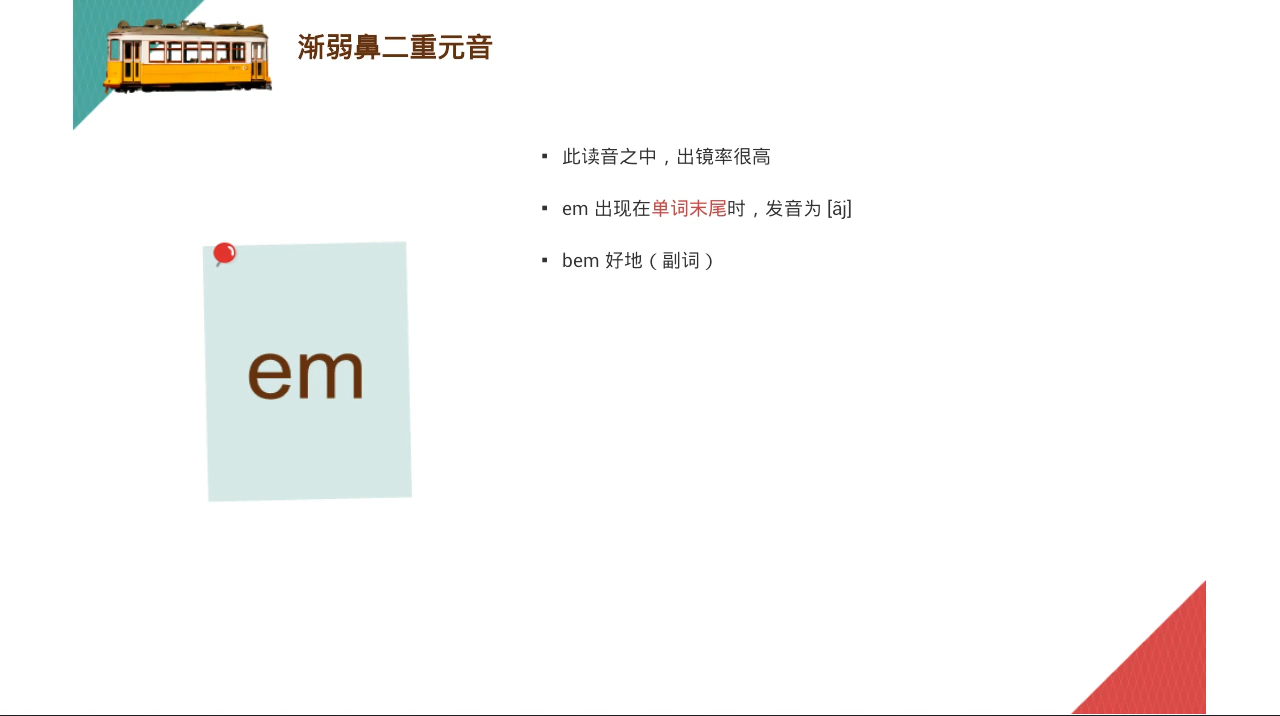 渐弱鼻二重元音
▪ 此读音之中，出镜率很高
▪ em 出现在单词末尾时，发音为 [ãj]
▪ bem 好地（副词）
em